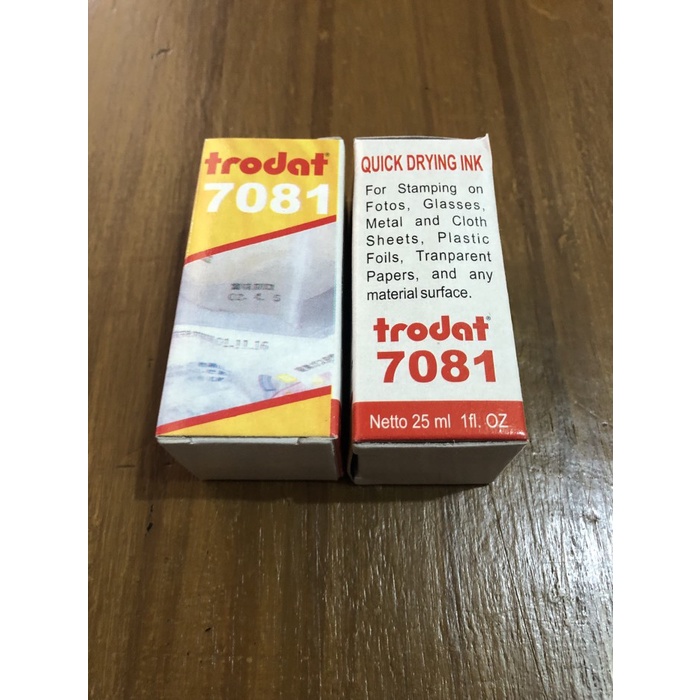 trodat
7081
QUICK DRYING INK
For Stamping on
Fotos, Glasses,
Metal and Cloth
Sheets, Plastic
Foils, Tranparent
Papers, and any
material surface.
trodat
7081
Netto 25 ml 1fl. OZ